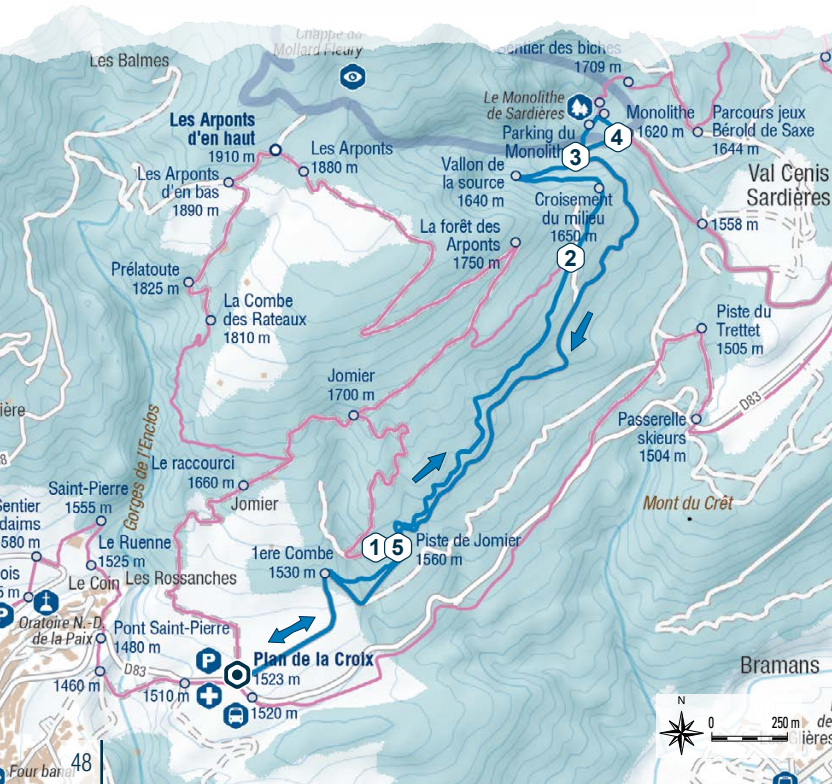 Chappe du
Mollard Fleury
Sentier des biches
1709 m
Les Balmes
Le Monolithe
de Sardières
Monolithe
1620 m
Parcours jeux
Bérold de Saxe
1644 m
Les Arponts
d'en haut
1910 m
Parking du
Monolithe
4
3
Les Arponts
1880 m
Vallon de
la source
1640 m
Val Cenis
Sardières
Les Arponts
d'en bas
1890 m
Croisement
du milieu
1650 m
La forêt des
Arponts
1750 m
1558 m
2
Prélatoute
1825 m
La Combe
des Rateaux
1810 m
Piste du
Trettet
1505 m
Jomier
1700 m
D83
Passerelle
skieurs
1504 m
Gorges de l'Enclos
Le raccourci
1660 m
Jomier
Mont du Crêt
Saint-Pierre
1555 m
Sentier
daims
580 m
1 5
Piste de Jomier
1560 m
Le Ruenne
1525 m
1ere Combe
1530 m
Le Coin
Les Rossanches
Oratoire N.-D.
de la Paix
P
Pont Saint-Pierre
1480 m
P
Plan de la Croix
1523 m
D83
1460 m
1510 m
1520 m
Bramans
N
0 250 m
48
Four banal